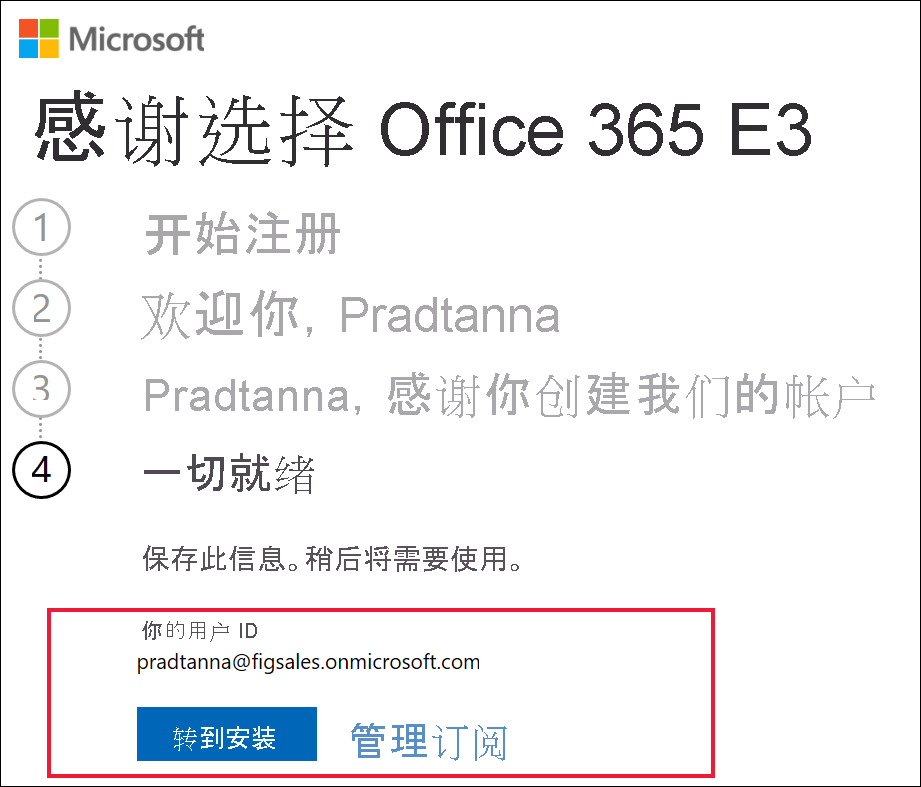 Microsoft
感谢选择 Office 365 E3
1 开始注册
2 欢迎你, Pradtanna
3 Pradtanna, 感谢你创建我们的帐户
4 一切就绪
保存此信息。稍后将需要使用。
你的用户 ID
pradtanna@figsales.onmicrosoft.com
转到安装 管理订阅